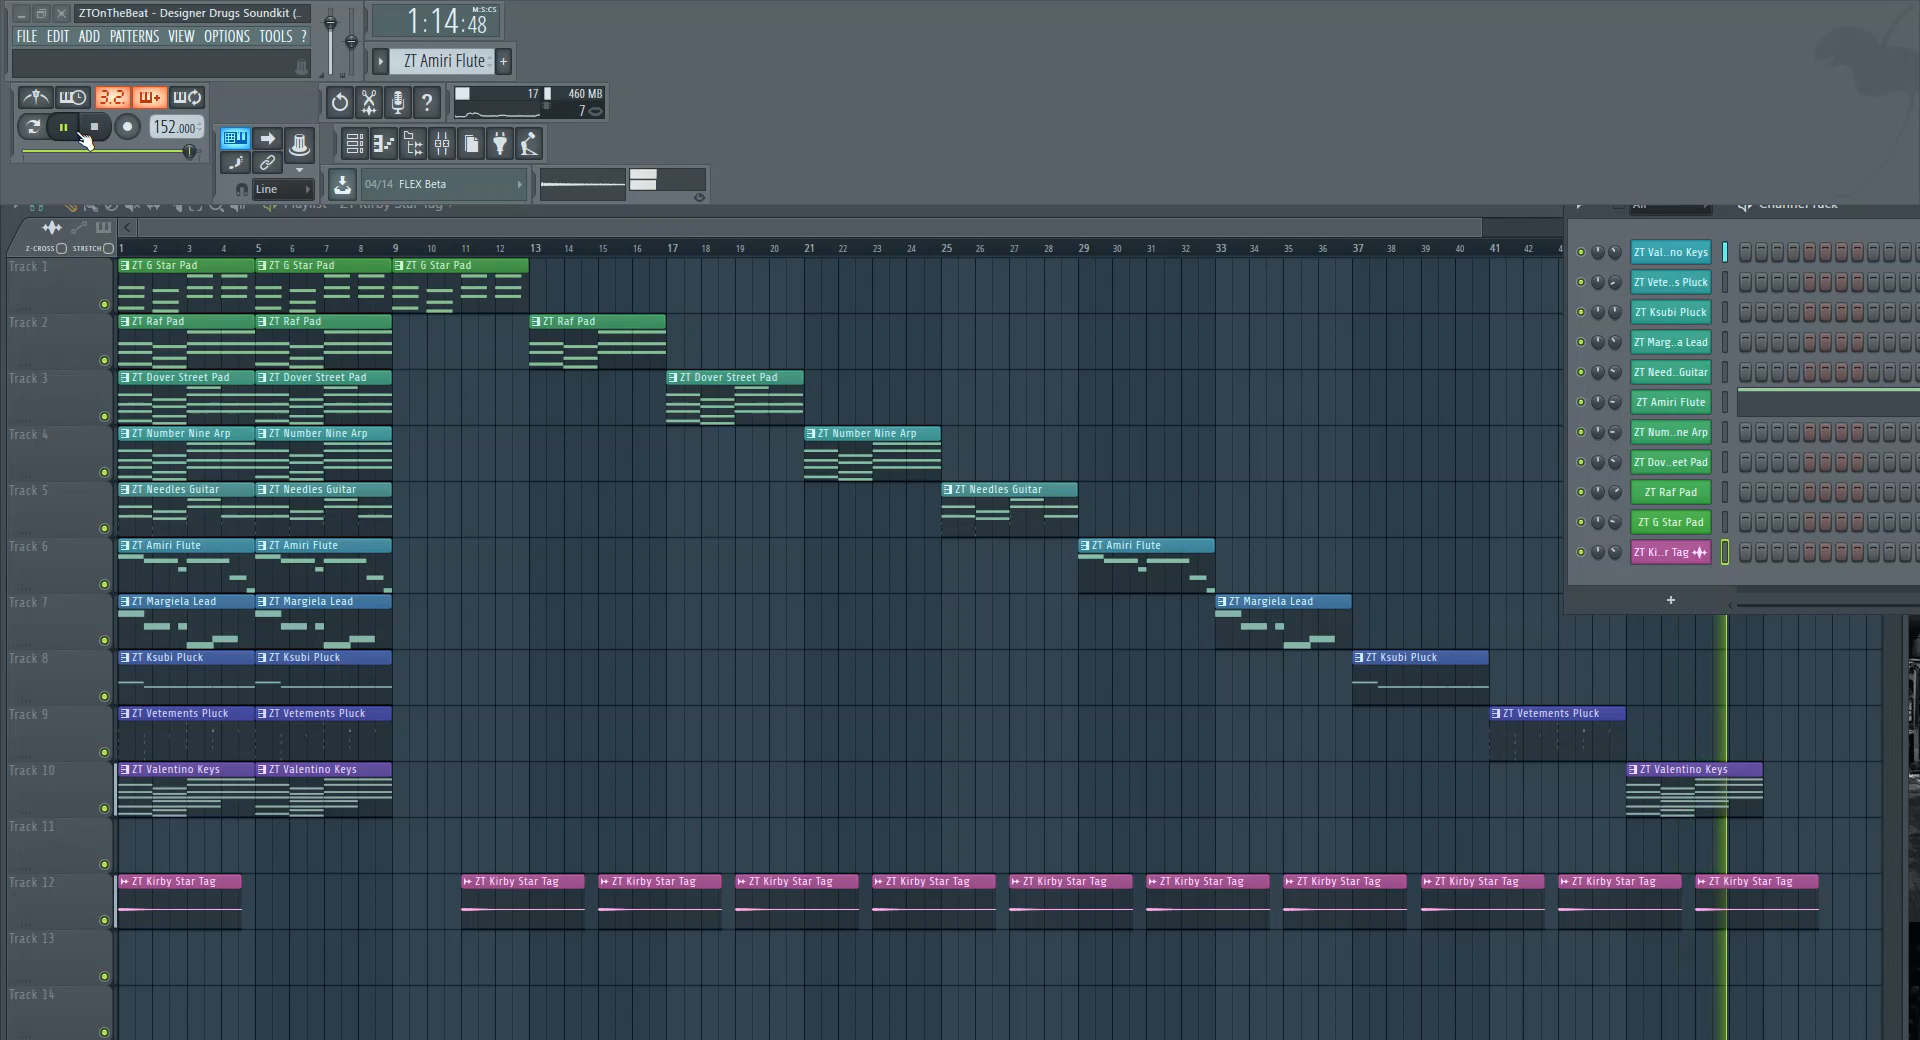 ZTOnTheBeat - Designer Drugs Soundkit (..
FILE EDIT ADD PATTERNS VIEW OPTIONS TOOLS ?
M:S:CS
1:14:48
ZT Amiri Flute
+
3.2.
152.000
17 460 MB
7
?
Line
04/14 FLEX Beta
Playlist - ZT Kirby Star Tag
All
Channel rack
Z-CROSS STRETCH
1 2 3 4 5 6 7 8 9 10 11 12 13 14 15 16 17 18 19 20 21 22 23 24 25 26 27 28 29 30 31 32 33 34 35 36 37 38 39 40 41 42
Track 1 ZT G Star Pad ZT G Star Pad ZT G Star Pad
Track 2 ZT Raf Pad ZT Raf Pad ZT Raf Pad
Track 3 ZT Dover Street Pad ZT Dover Street Pad ZT Dover Street Pad
Track 4 ZT Number Nine Arp ZT Number Nine Arp ZT Number Nine Arp
Track 5 ZT Needles Guitar ZT Needles Guitar ZT Needles Guitar
Track 6 ZT Amiri Flute ZT Amiri Flute ZT Amiri Flute
Track 7 ZT Margiela Lead ZT Margiela Lead ZT Margiela Lead
Track 8 ZT Ksubi Pluck ZT Ksubi Pluck ZT Ksubi Pluck
Track 9 ZT Vetements Pluck ZT Vetements Pluck ZT Vetements Pluck
Track 10 ZT Valentino Keys ZT Valentino Keys ZT Valentino Keys
Track 11
Track 12 ZT Kirby Star Tag ZT Kirby Star Tag ZT Kirby Star Tag ZT Kirby Star Tag ZT Kirby Star Tag ZT Kirby Star Tag ZT Kirby Star Tag ZT Kirby Star Tag ZT Kirby Star Tag ZT Kirby Star Tag ZT Kirby Star Tag
Track 13
Track 14
ZT Val..no Keys
ZT Vete..s Pluck
ZT Ksubi Pluck
ZT Marg..a Lead
ZT Need..Guitar
ZT Amiri Flute
ZT Num..ne Arp
ZT Dov..eet Pad
ZT Raf Pad
ZT G Star Pad
ZT Ki..r Tag
+